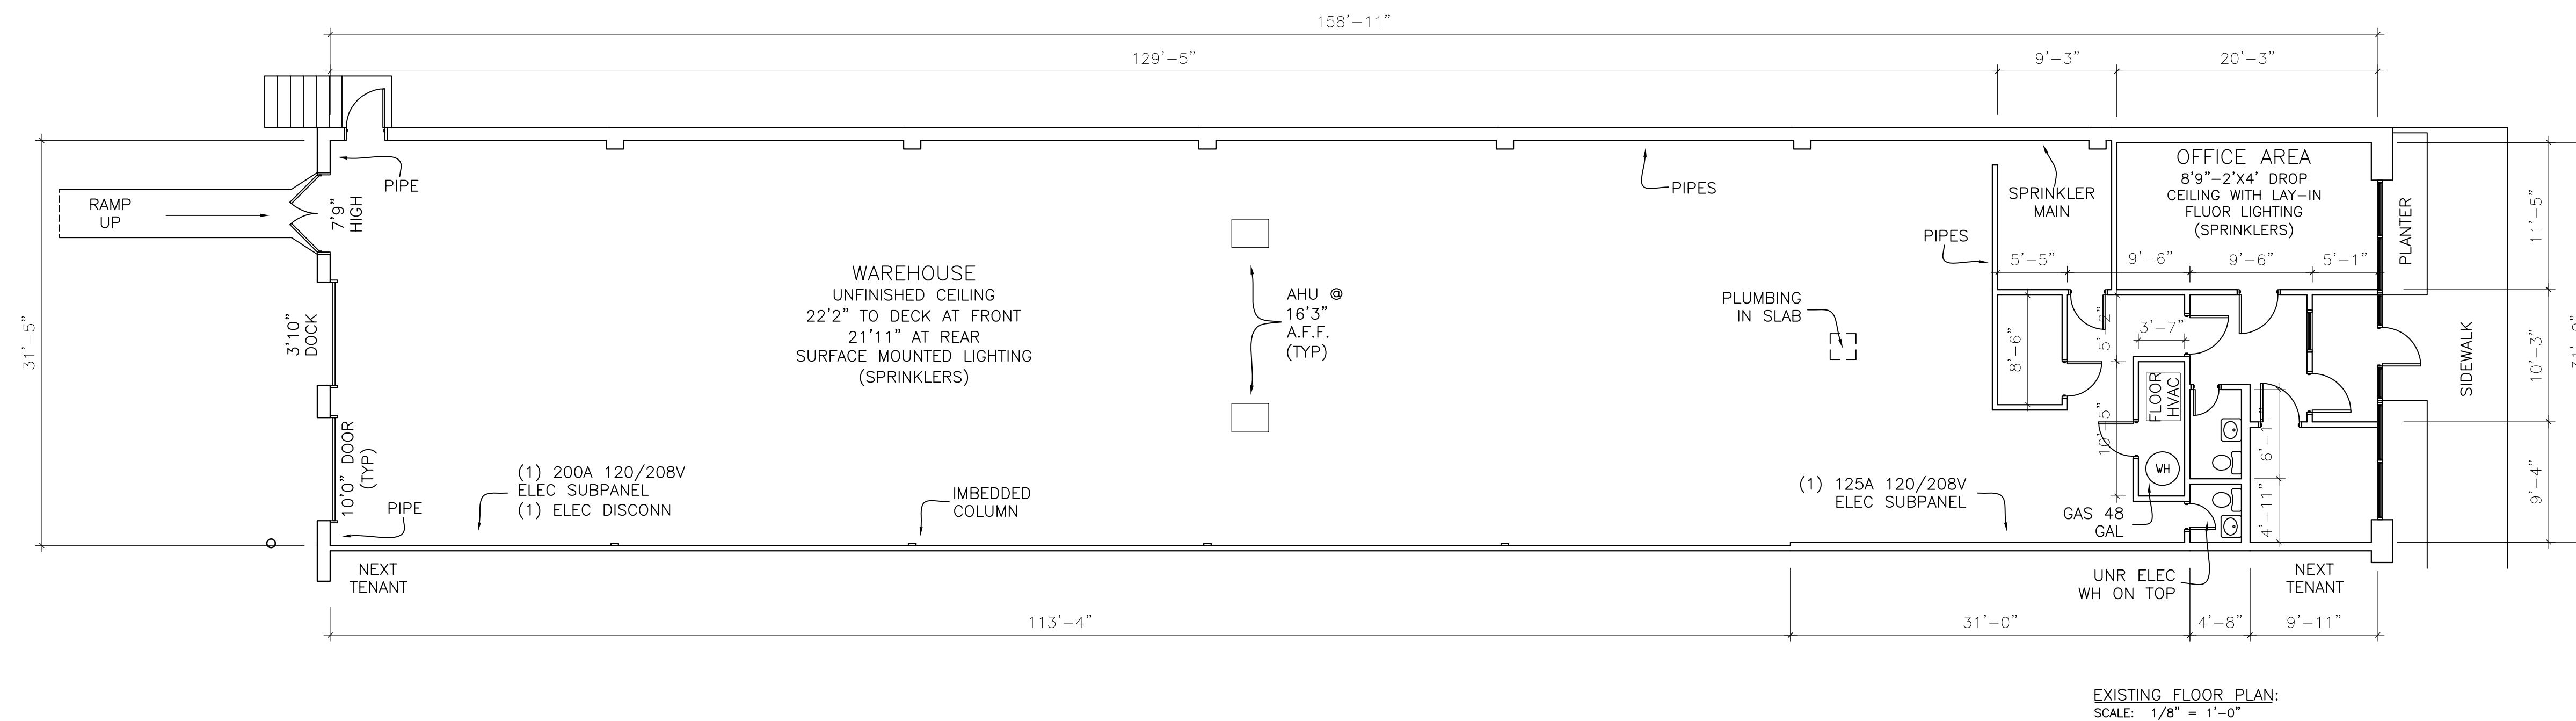 158'-11"
129'-5"
9'-3"
20'-3"
RAMP
UP
PIPE
7'9"
HIGH
PIPES
SPRINKLER
MAIN
OFFICE AREA
8'9"-2'X4' DROP
CEILING WITH LAY-IN
FLUOR LIGHTING
(SPRINKLERS)
PLANTER
11'-5"
PIPES
5'-5"
9'-6"
9'-6"
5'-1"
WAREHOUSE
UNFINISHED CEILING
22'2" TO DECK AT FRONT
21'11" AT REAR
SURFACE MOUNTED LIGHTING
(SPRINKLERS)
AHU @
16'3"
A.F.F.
(TYP)
PLUMBING
IN SLAB
31'-5"
3'10"
DOCK
8'-6"
5'-2"
3'-7"
FLOOR
HVAC
10'-5"
10'-3"
SIDEWALK
10'0" DOOR
(TYP)
PIPE
(1) 200A 120/208V
ELEC SUBPANEL
(1) ELEC DISCONN
IMBEDDED
COLUMN
(1) 125A 120/208V
ELEC SUBPANEL
WH
GAS 48
GAL
6'-1"
4'-11"
9'-4"
NEXT
TENANT
UNR ELEC
WH ON TOP
NEXT
TENANT
113'-4"
31'-0"
4'-8"
9'-11"
EXISTING FLOOR PLAN:
SCALE: 1/8" = 1'-0"